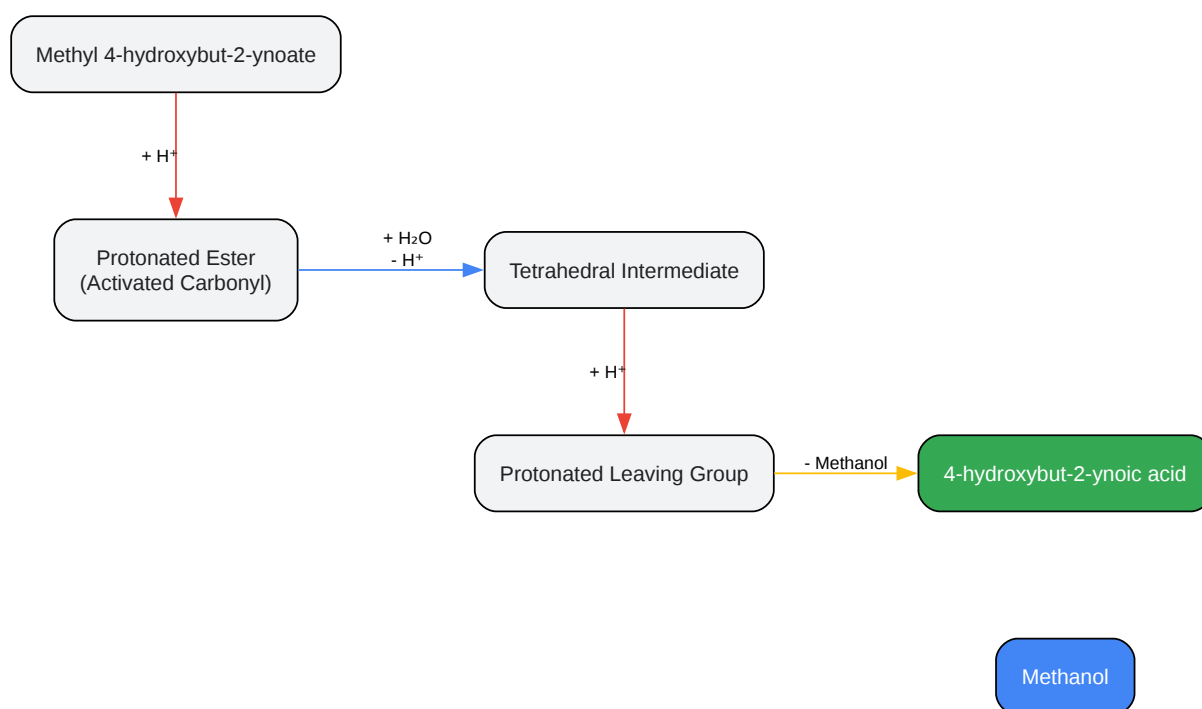 Methyl 4-hydroxybut-2-ynoate
+ H⁺
Protonated Ester
(Activated Carbonyl)
+ H₂O
- H⁺
Tetrahedral Intermediate
+ H⁺
Protonated Leaving Group
- Methanol
4-hydroxybut-2-ynoic acid
Methanol